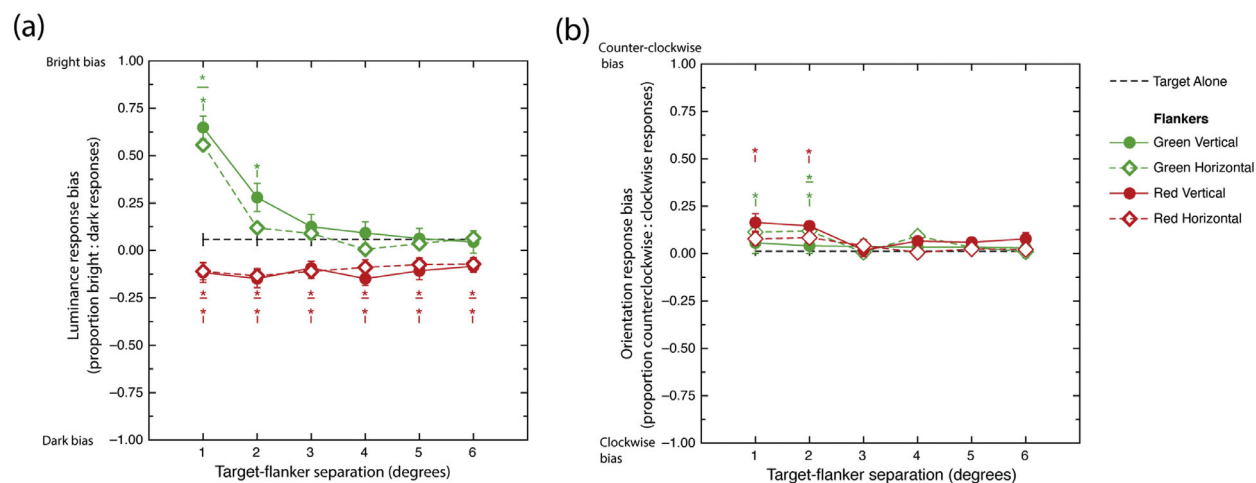 (a)
Bright bias
1.00
0.75
0.50
0.25
0.00
−0.25
−0.50
−0.75
−1.00
Dark bias
Luminance response bias
(proportion bright : dark responses)
1 2 3 4 5 6
Target-flanker separation (degrees)
(b)
Counter-clockwise
bias
1.00
0.75
0.50
0.25
0.00
−0.25
−0.50
−0.75
−1.00
Clockwise
bias
Orientation response bias
(proportion counterclockwise : clockwise responses)
1 2 3 4 5 6
Target-flanker separation (degrees)
Target Alone
Flankers
Green Vertical
Green Horizontal
Red Vertical
Red Horizontal